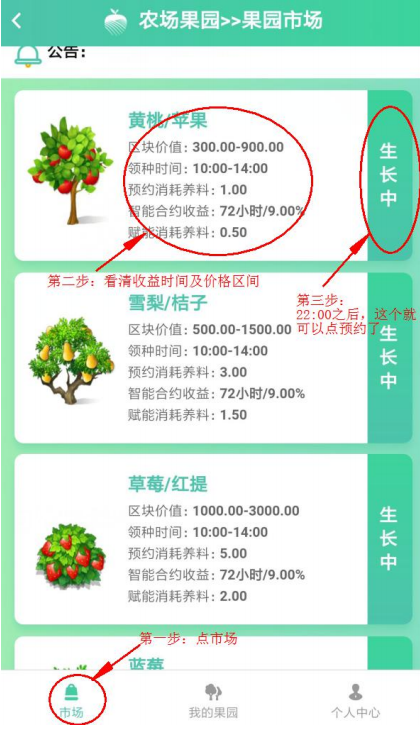 农场果园>>果园市场
公告：
黄桃/苹果
区块价值：300.00-900.00
领种时间：10:00-14:00
预约消耗养料：1.00
智能合约收益：72小时/9.00%
赋能消耗养料：0.50
生长中
第二步：看清收益时间及价格区间
第三步：
22:00之后，这个就
可以点预约了
雪梨/桔子
区块价值：500.00-1500.00
领种时间：10:00-14:00
预约消耗养料：3.00
智能合约收益：72小时/9.00%
赋能消耗养料：1.50
生长中
草莓/红提
区块价值：1000.00-3000.00
领种时间：10:00-14:00
预约消耗养料：5.00
智能合约收益：72小时/9.00%
赋能消耗养料：2.00
生长中
第一步：点市场
蓝莓
市场
我的果园
个人中心